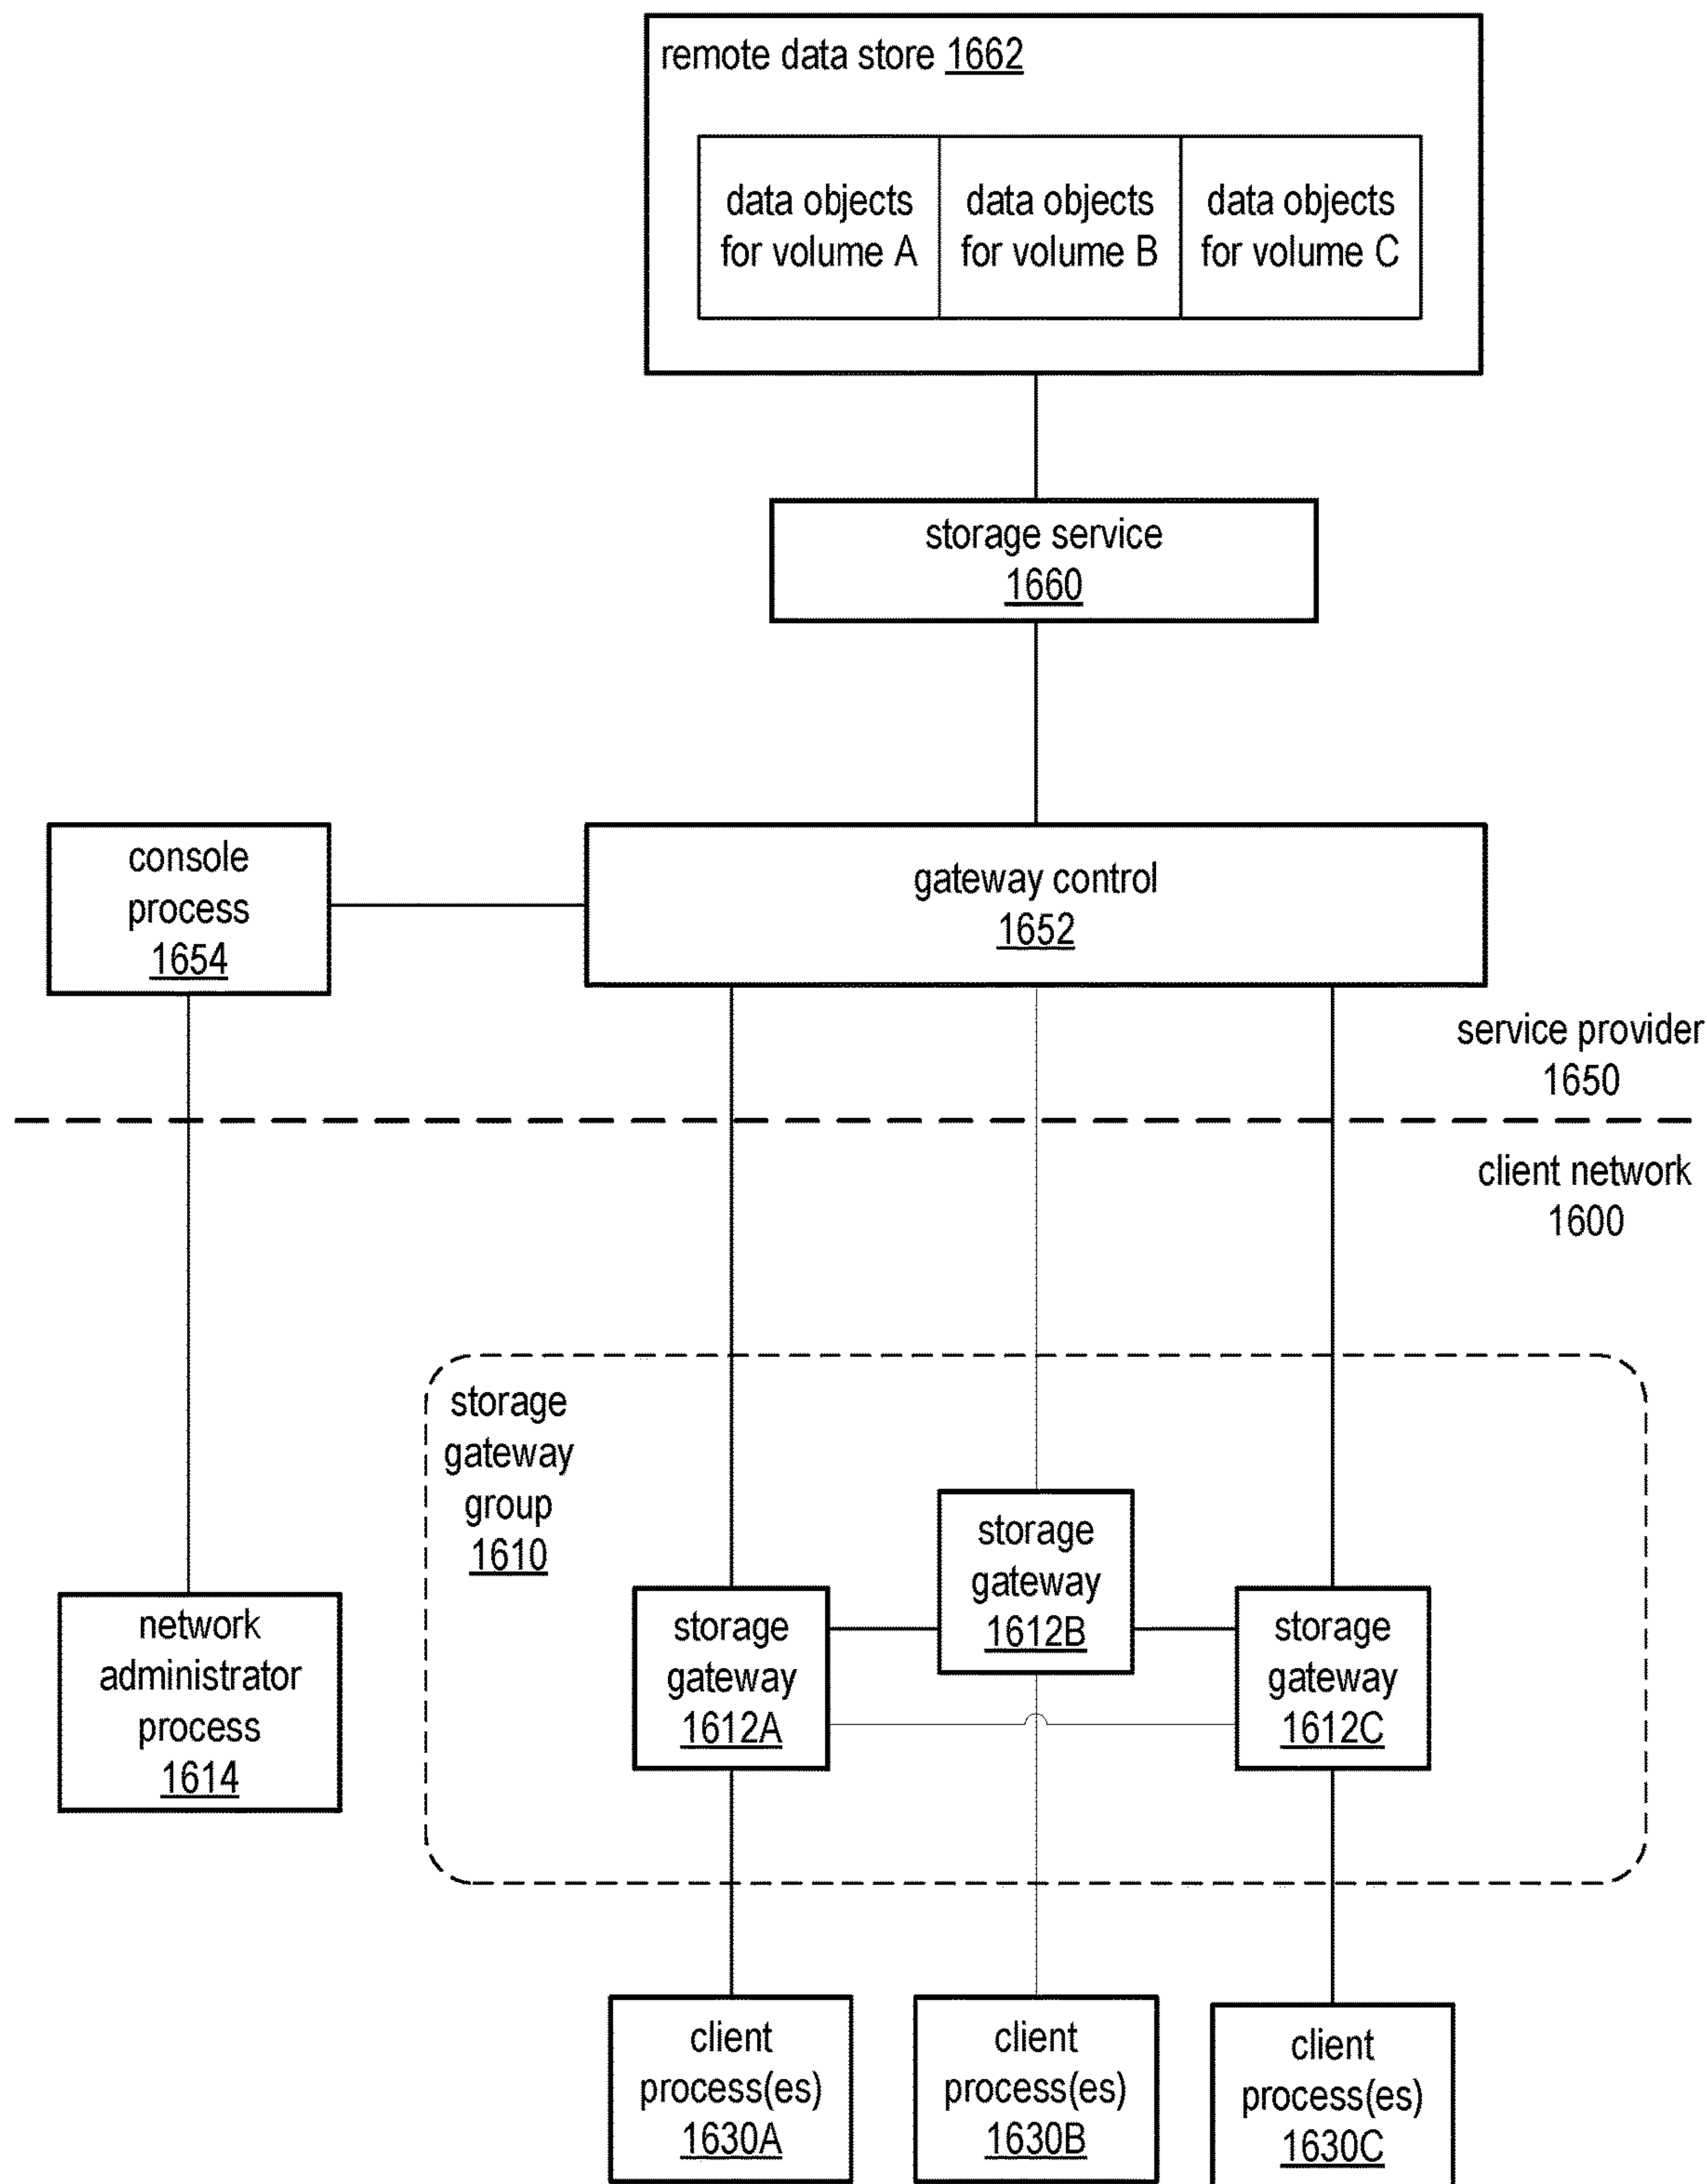 remote data store 1662
data objects
for volume A
data objects
for volume B
data objects
for volume C
storage service
1660
console
process
1654
gateway control
1652
service provider
1650
client network
1600
storage
gateway
group
1610
storage
gateway
1612B
storage
gateway
1612A
storage
gateway
1612C
network
administrator
process
1614
client
process(es)
1630A
client
process(es)
1630B
client
process(es)
1630C